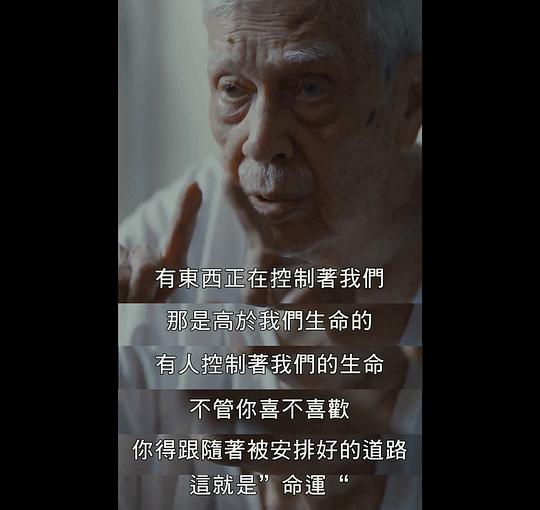 有東西正在控制著我們
那是高於我們生命的
有人控制著我們的生命
不管你喜不喜歡
你得跟隨著被安排好的道路
這就是”命運“